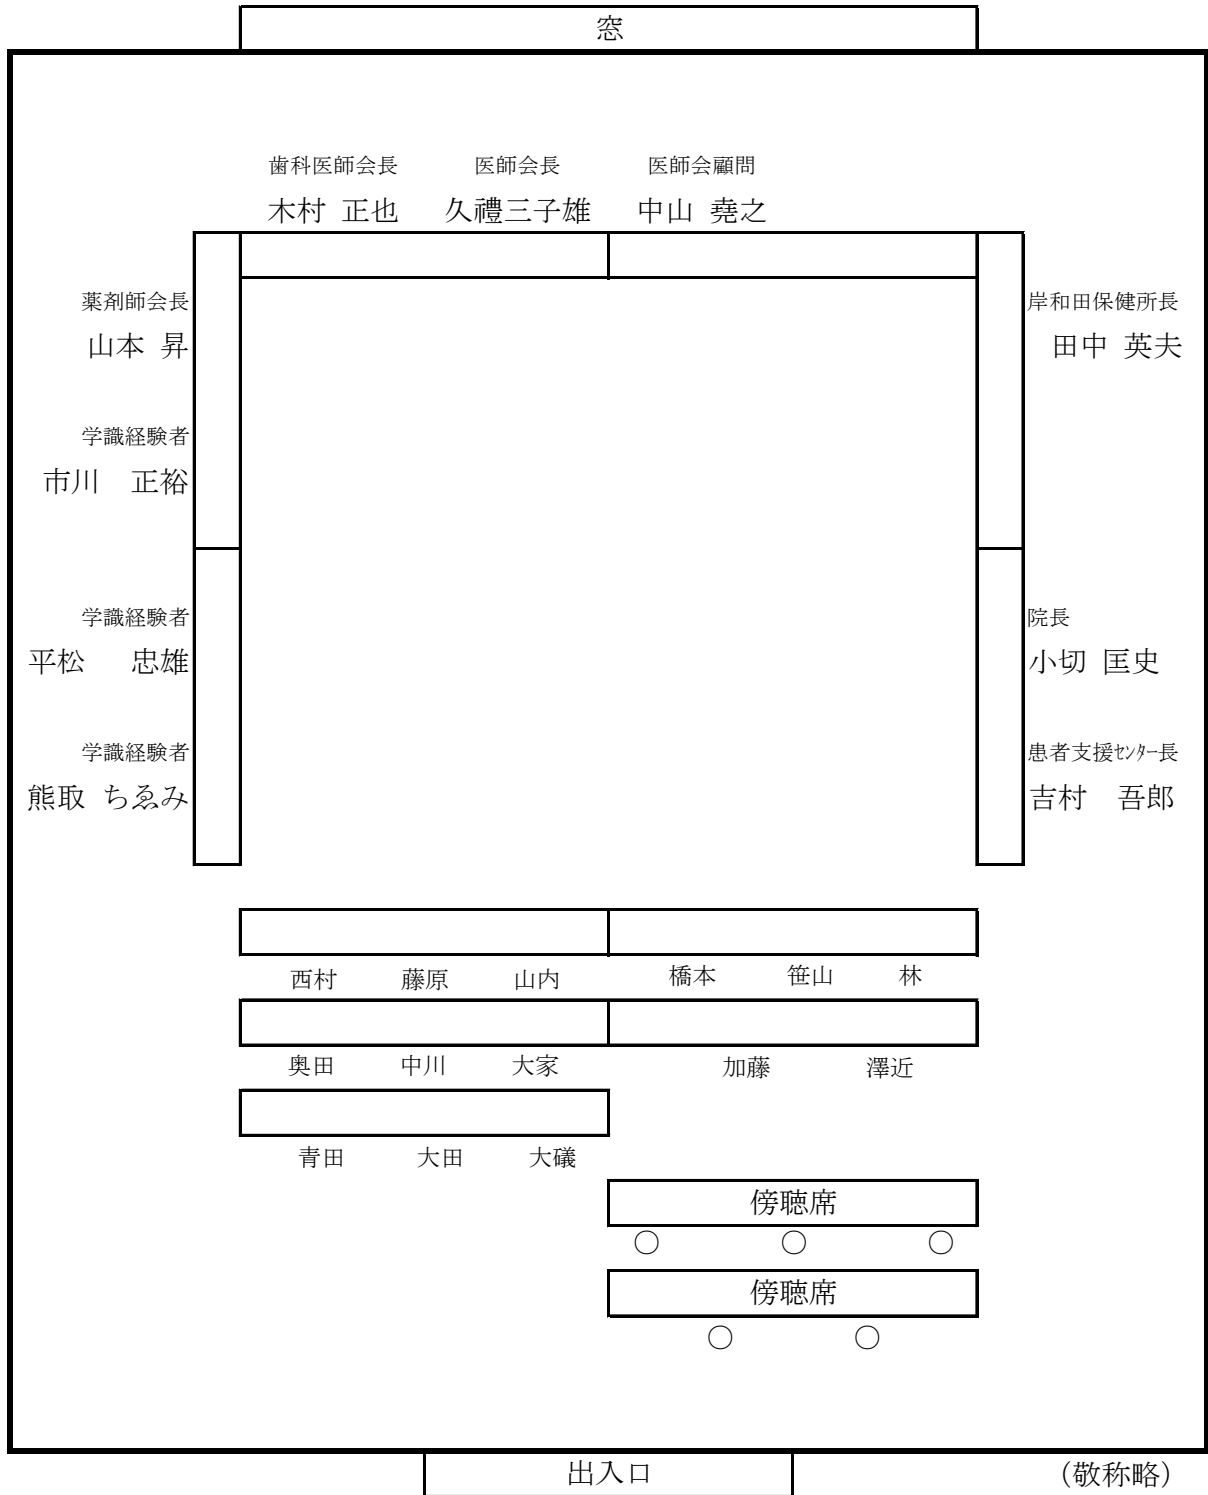 窓
歯科医師会長 医師会長 医師会顧問
木村 正也 久禮三子雄 中山 堯之
薬剤師会長 岸和田保健所長
山本 昇 田中 英夫
学識経験者
市川 正裕
学識経験者 院長
平松 忠雄 小切 匡史
学識経験者 患者支援ｾﾝﾀｰ長
熊取 ちゑみ 吉村 吾郎
西村 藤原 山内 橋本 笹山 林
奥田 中川 大家 加藤 澤近
青田 大田 大礒
傍聴席
○ ○ ○
傍聴席
○ ○
出入口 (敬称略)